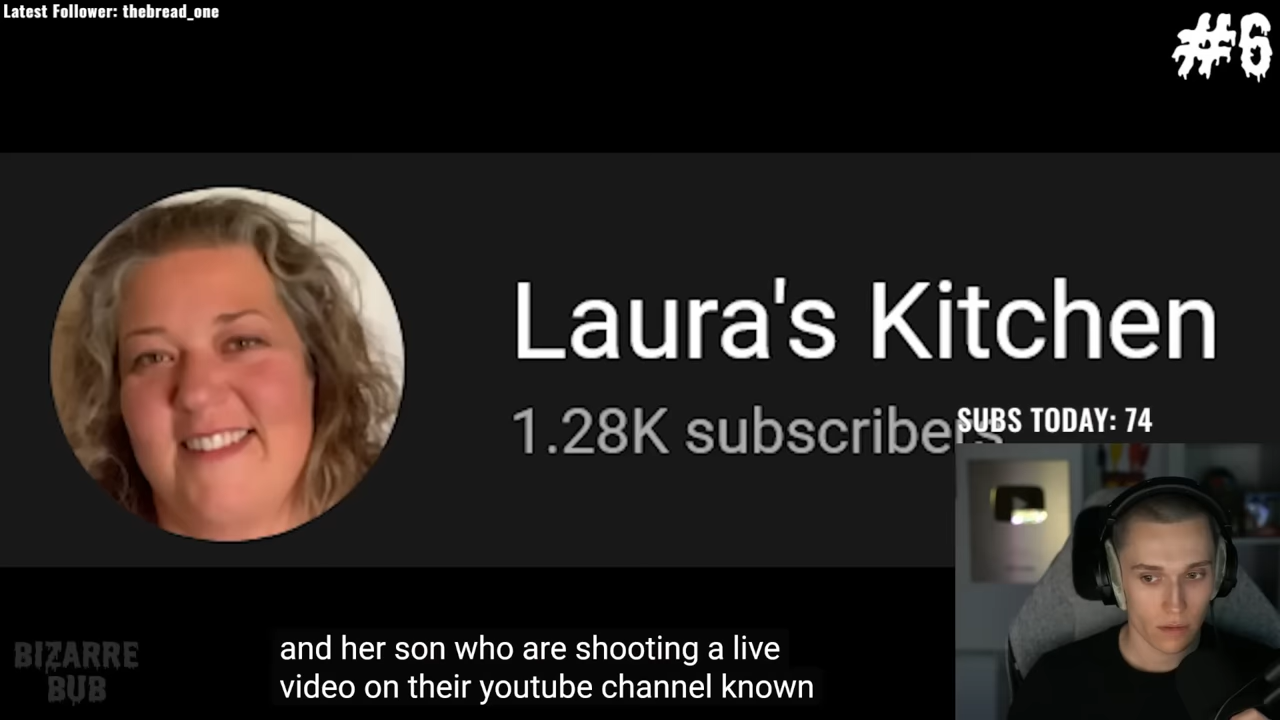 Latest Follower: thebread_one
#6
Laura's Kitchen
1.28K subscribers
SUBS TODAY: 74
and her son who are shooting a live
video on their youtube channel known
BIZARRE
BUB